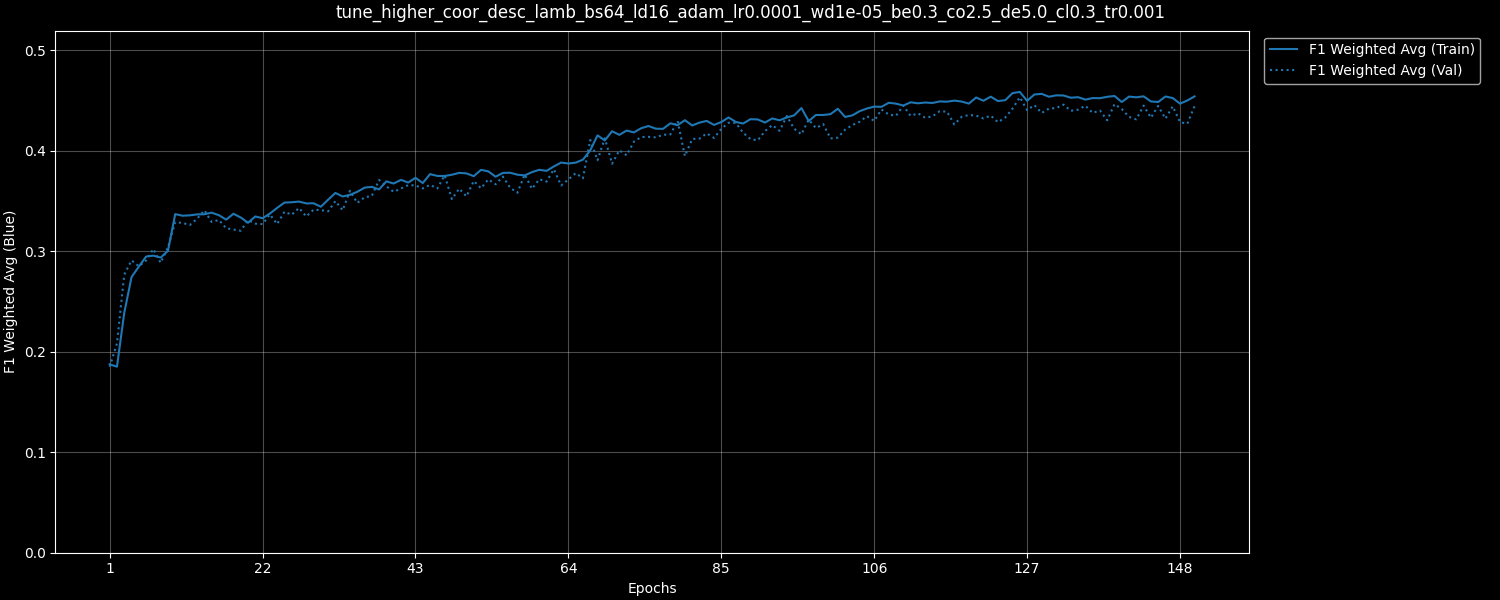 tune_higher_coor_desc_lamb_bs64_ld16_adam_lr0.0001_wd1e-05_be0.3_co2.5_de5.0_cl0.3_tr0.001
F1 Weighted Avg (Train)
F1 Weighted Avg (Val)
F1 Weighted Avg (Blue)
0.5
0.4
0.3
0.2
0.1
0.0
1 22 43 64 85 106 127 148
Epochs